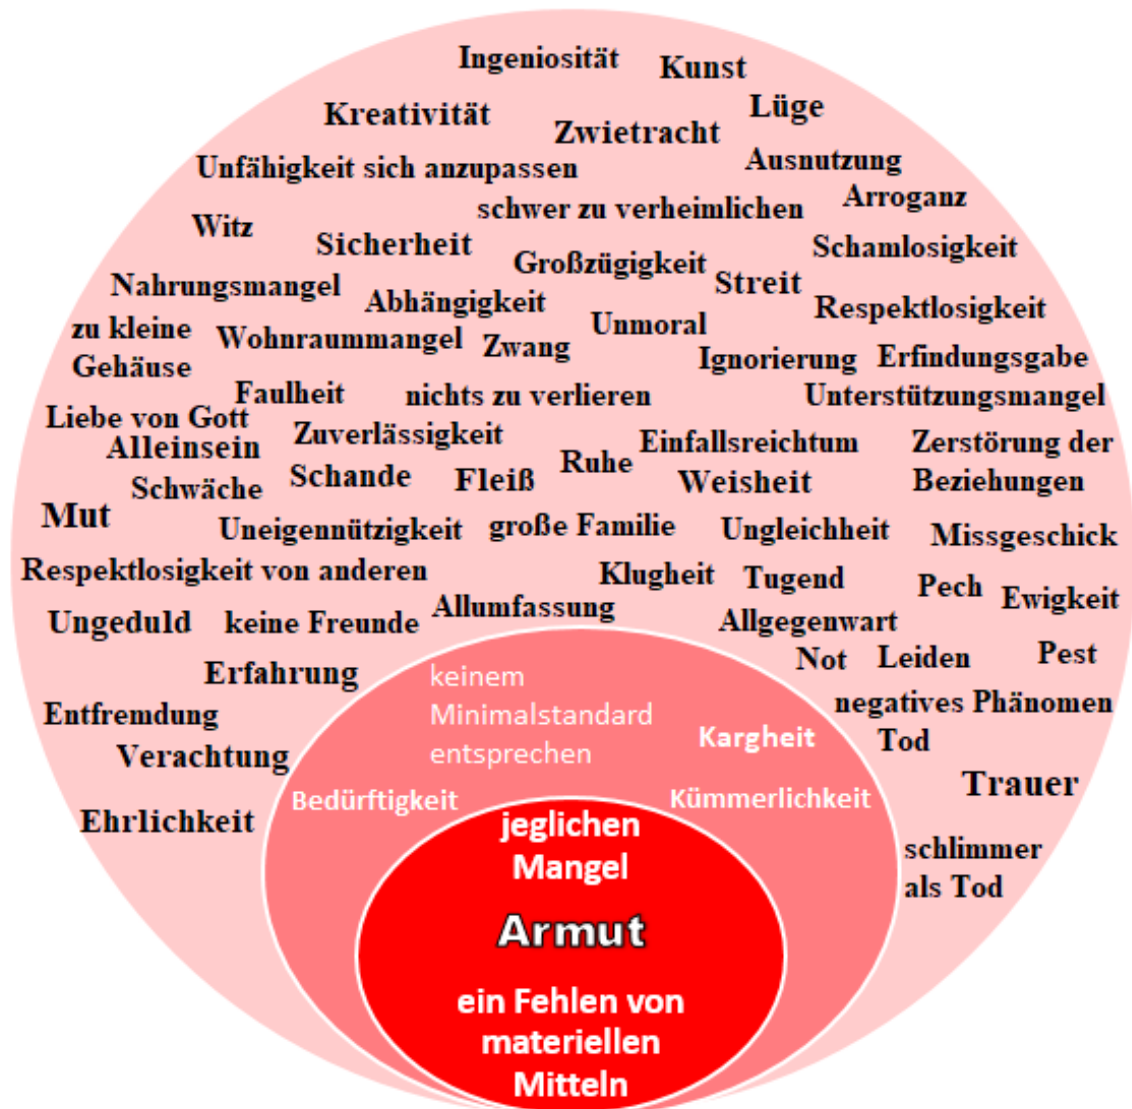 Ingeniosität
Kunst
Kreativität
Lüge
Zwietracht
Unfähigkeit sich anzupassen
Ausnutzung
schwer zu verheimlichen
Arroganz
Witz
Sicherheit
Schamlosigkeit
Großzügigkeit
Streit
Nahrungsmangel
Abhängigkeit
Respektlosigkeit
Unmoral
zu kleine
Gehäuse
Wohnraummangel
Zwang
Ignorierung
Erfindungsgabe
Faulheit
nichts zu verlieren
Unterstützungsmangel
Liebe von Gott
Alleinsein
Zuverlässigkeit
Einfallsreichtum
Zerstörung der
Beziehungen
Ruhe
Schwäche
Schande
Fleiß
Weisheit
Mut
Uneigennützigkeit
große Familie
Ungleichheit
Missgeschick
Respektlosigkeit von anderen
Klugheit
Tugend
Pech
Ewigkeit
Ungeduld
keine Freunde
Allumfassung
Allgegenwart
Not
Leiden
Pest
Erfahrung
negatives Phänomen
Entfremdung
Tod
Verachtung
Trauer
Ehrlichkeit
schlimmer
als Tod
keinem
Minimalstandard
entsprechen
Kargheit
Bedürftigkeit
Kümmerlichkeit
jeglichen
Mangel
Armut
ein Fehlen von
materiellen
Mitteln